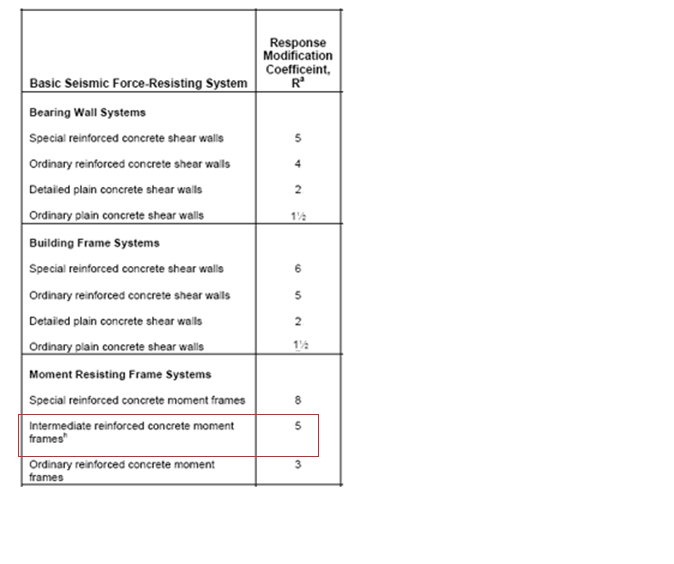 Basic Seismic Force-Resisting System
Response
Modification
Coefficeint,
Rª
Bearing Wall Systems
Special reinforced concrete shear walls 5
Ordinary reinforced concrete shear walls 4
Detailed plain concrete shear walls 2
Ordinary plain concrete shear walls 1½
Building Frame Systems
Special reinforced concrete shear walls 6
Ordinary reinforced concrete shear walls 5
Detailed plain concrete shear walls 2
Ordinary plain concrete shear walls 1½
Moment Resisting Frame Systems
Special reinforced concrete moment frames 8
Intermediate reinforced concrete moment 5
framesʰ
Ordinary reinforced concrete moment 3
frames